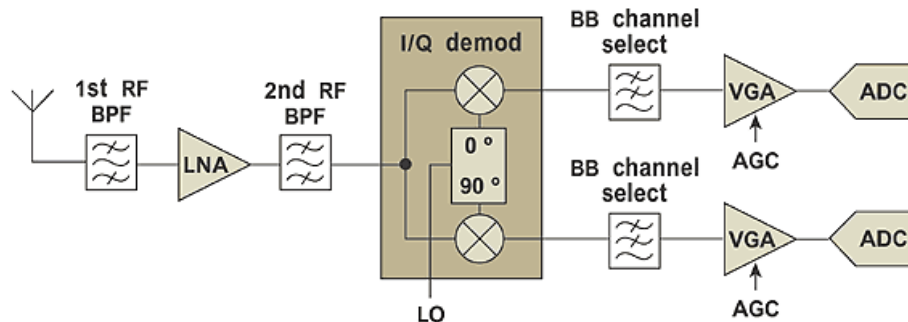 1st RF
BPF
LNA
2nd RF
BPF
I/Q demod
0 °
90 °
LO
BB channel
select
VGA
AGC
ADC
BB channel
select
VGA
AGC
ADC